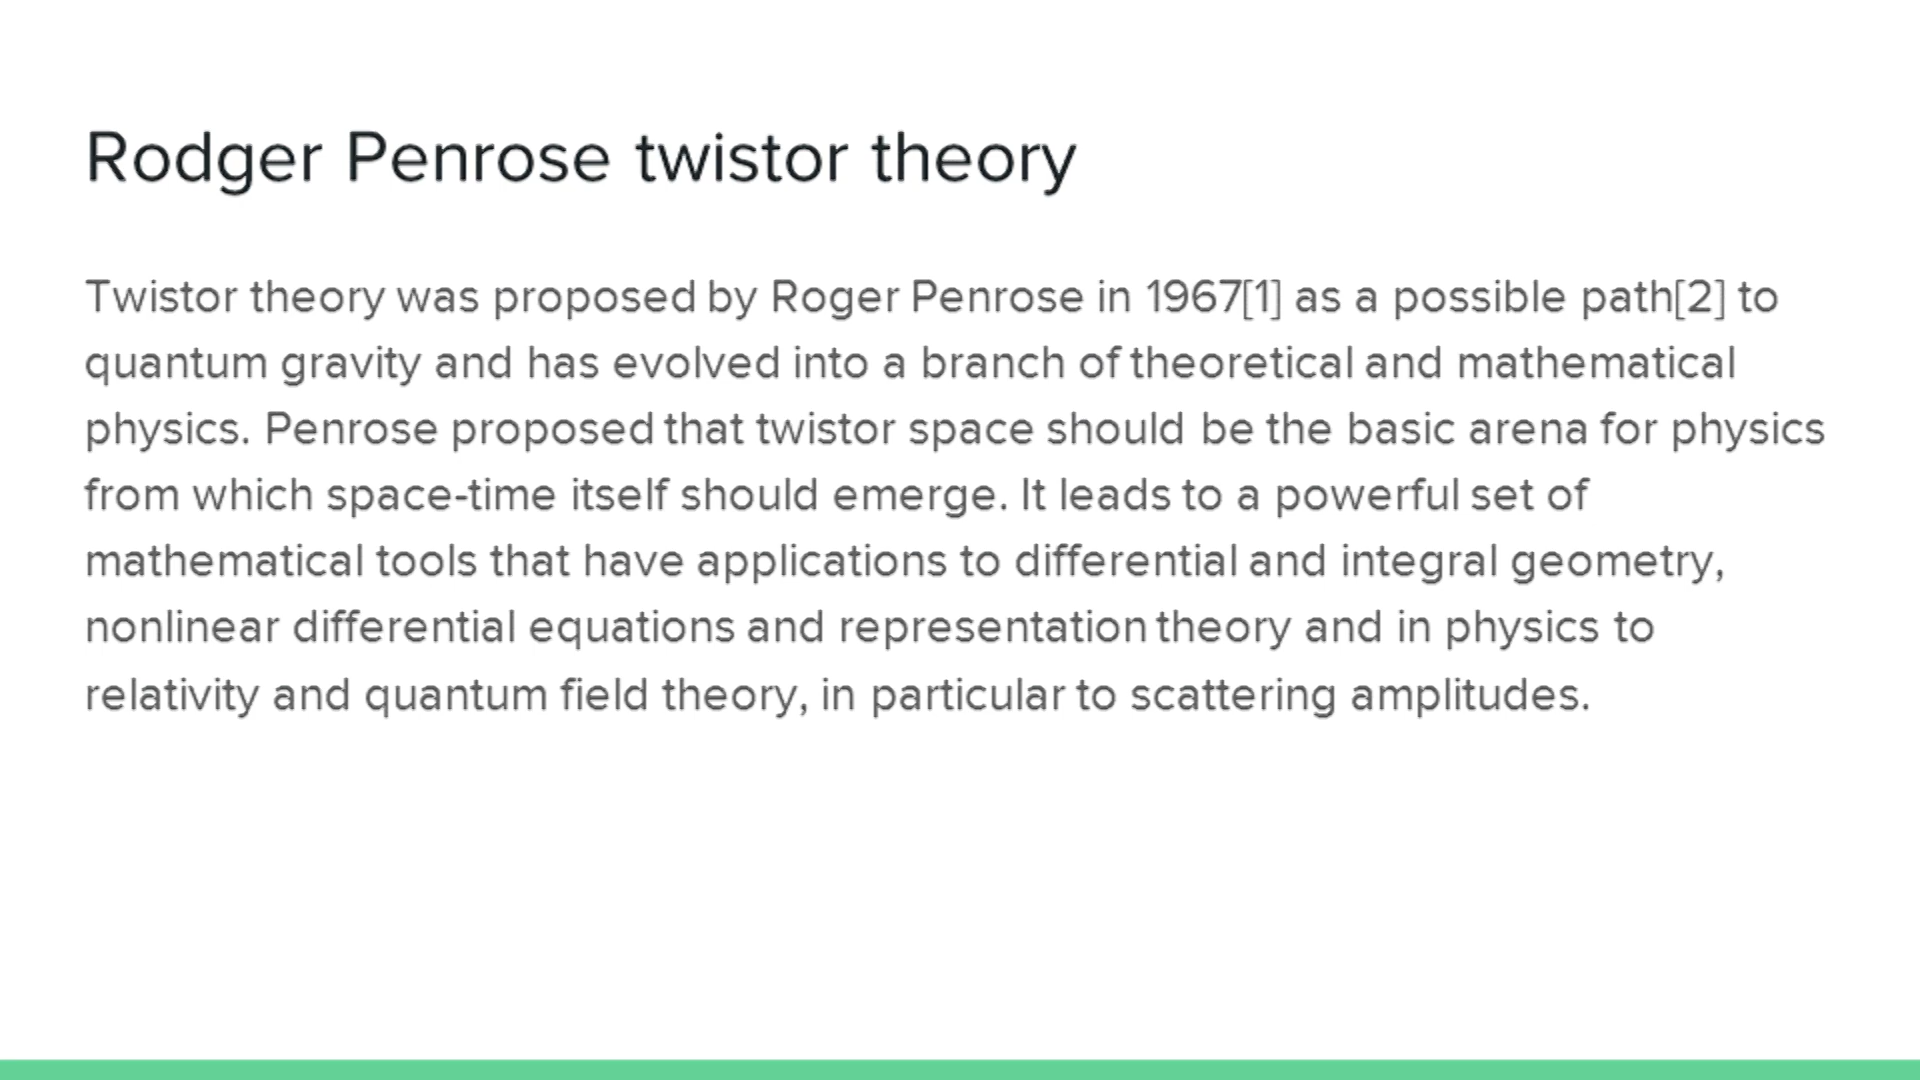 Rodger Penrose twistor theory
Twistor theory was proposed by Roger Penrose in 1967[1] as a possible path[2] to
quantum gravity and has evolved into a branch of theoretical and mathematical
physics. Penrose proposed that twistor space should be the basic arena for physics
from which space-time itself should emerge. It leads to a powerful set of
mathematical tools that have applications to differential and integral geometry,
nonlinear differential equations and representation theory and in physics to
relativity and quantum field theory, in particular to scattering amplitudes.